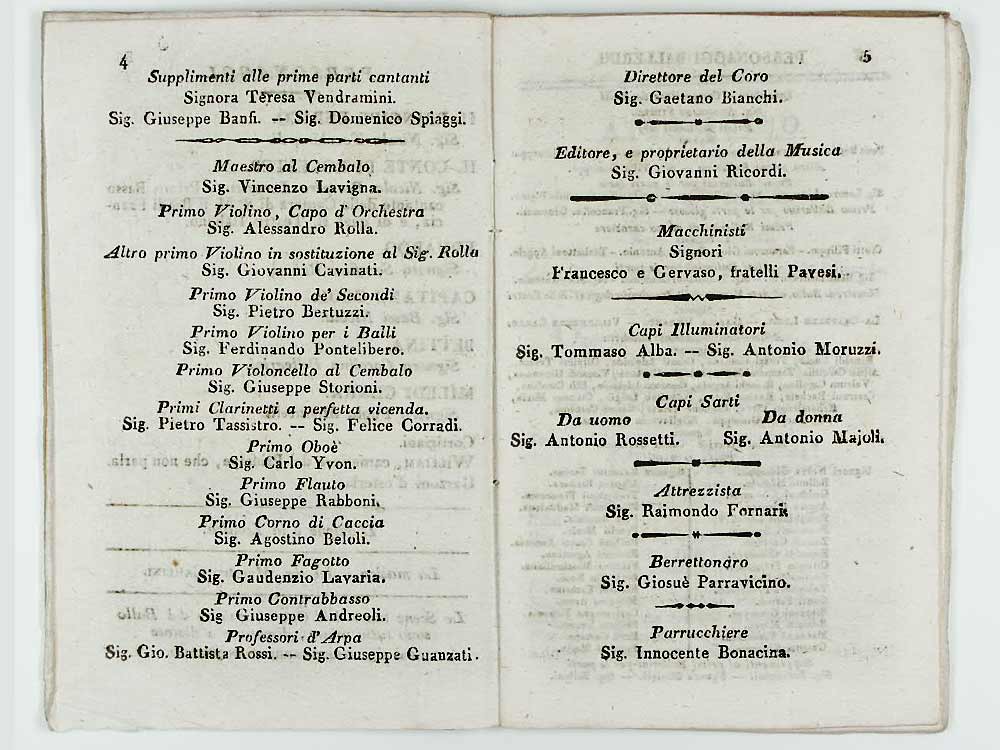 4
Supplimenti alle prime parti cantanti
Signora Teresa Vendramini.
Sig. Giuseppe Banfi. -- Sig. Domenico Spiaggi.
Maestro al Cembalo
Sig. Vincenzo Lavigna.
Primo Violino, Capo d'Orchestra
Sig. Alessandro Rolla.
Altro primo Violino in sostituzione al Sig. Rolla
Sig. Giovanni Cavinati.
Primo Violino de' Secondi
Sig. Pietro Bertuzzi.
Primo Violino per i Balli
Sig. Ferdinando Pontelibero.
Primo Violoncello al Cembalo
Sig. Giuseppe Storioni.
Primi Clarinetti a perfetta vicenda.
Sig. Pietro Tassistro. -- Sig. Felice Corradi.
Primo Oboè
Sig. Carlo Yvon.
Primo Flauto
Sig. Giuseppe Rabboni.
Primo Corno di Caccia
Sig. Agostino Beloli.
Primo Fagotto
Sig. Gaudenzio Lavaria.
Primo Contrabbasso
Sig Giuseppe Andreoli.
Professori d'Arpa
Sig. Gio. Battista Rossi. -- Sig. Giuseppe Guanzati.
5
Direttore del Coro
Sig. Gaetano Bianchi.
Editore, e proprietario della Musica
Sig. Giovanni Ricordi.
Macchinisti
Signori
Francesco e Gervaso, fratelli Pavesi.
Capi Illuminatori
Sig. Tommaso Alba. -- Sig. Antonio Moruzzi.
Capi Sarti
Da uomo Da donna
Sig. Antonio Rossetti. Sig. Antonio Majoli.
Attrezzista
Sig. Raimondo Fornari.
Berrettonaro
Sig. Giosuè Parravicino.
Parrucchiere
Sig. Innocente Bonacina.